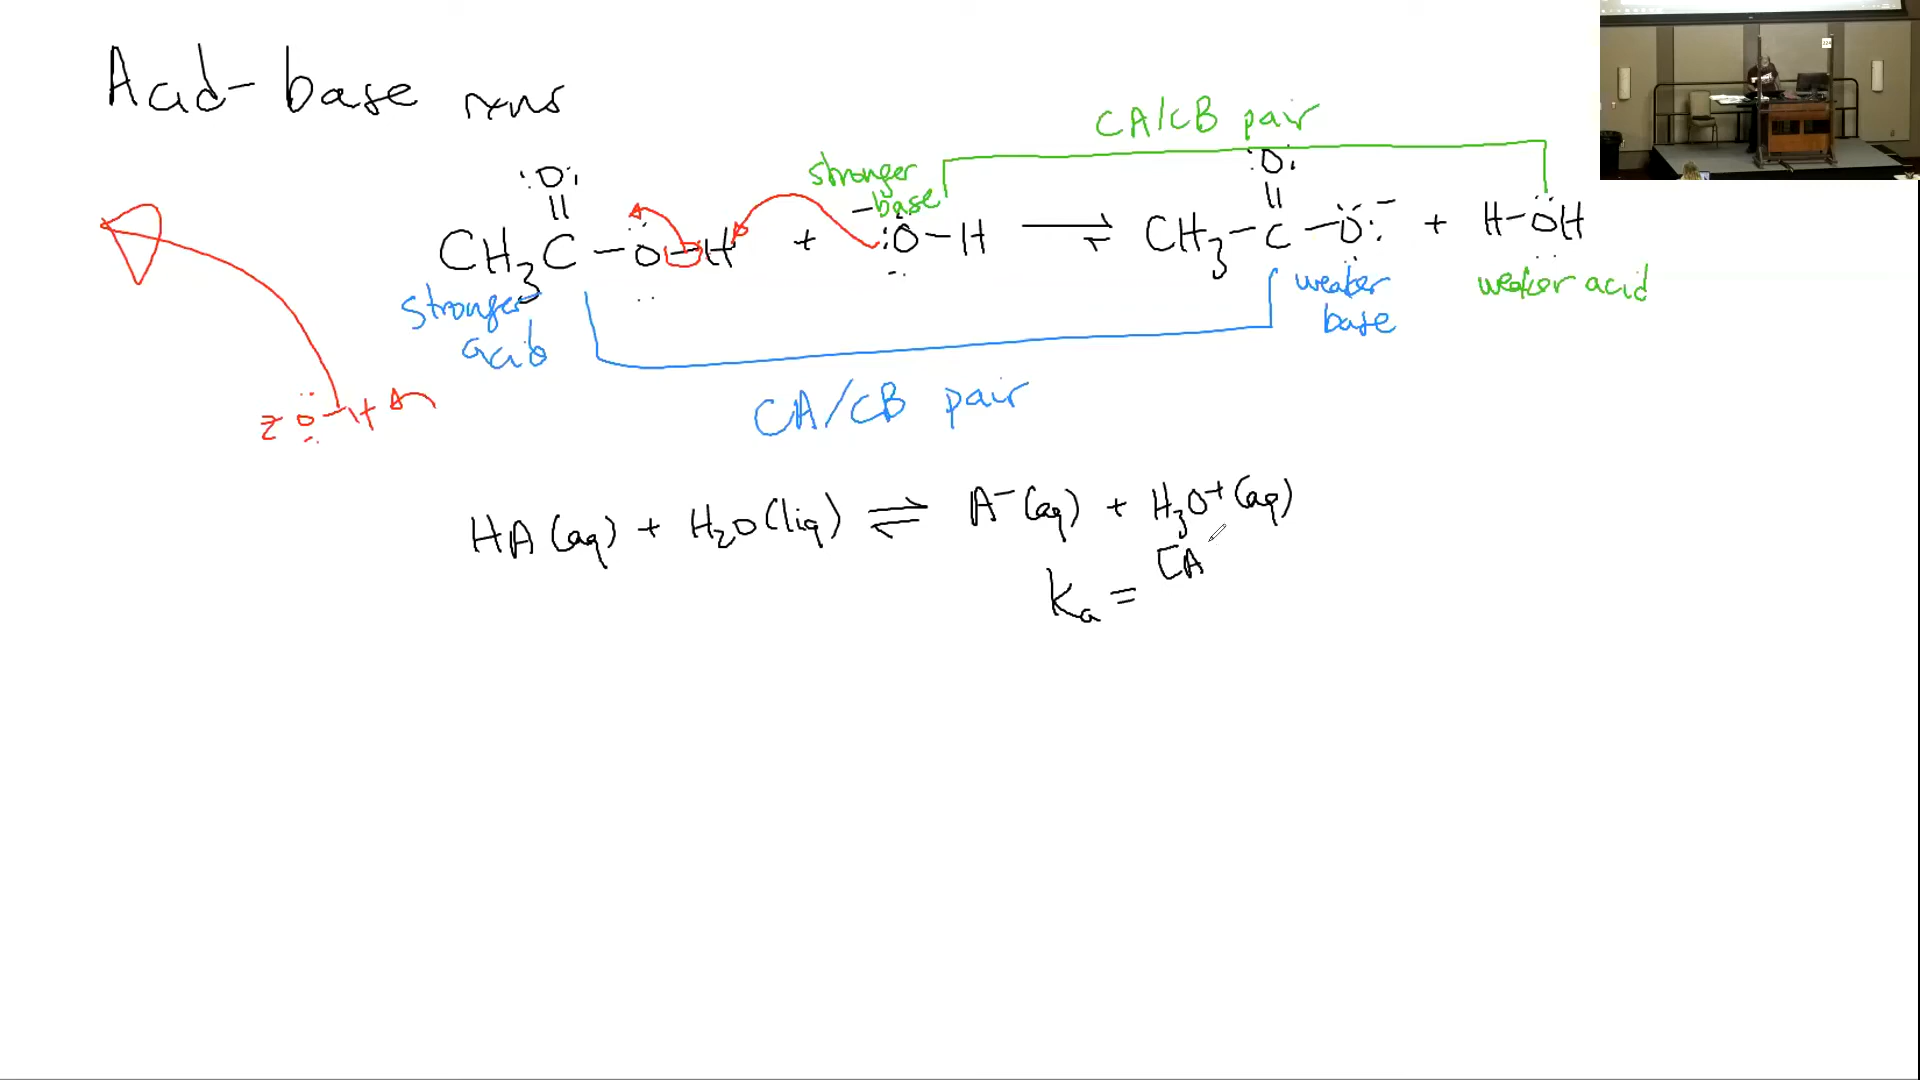 Acid-base rxns
CA/CB pair
stronger
base
:O:
||
CH₃C-O-H + ⁻:O-H ⇌ CH₃-C-O:⁻ + H-OH
:O:
||
stronger
acid
weaker
base
weaker acid
CA/CB pair
O-H
HA(aq) + H₂O(liq) ⇌ A⁻(aq) + H₃O⁺(aq)
Ka = [A